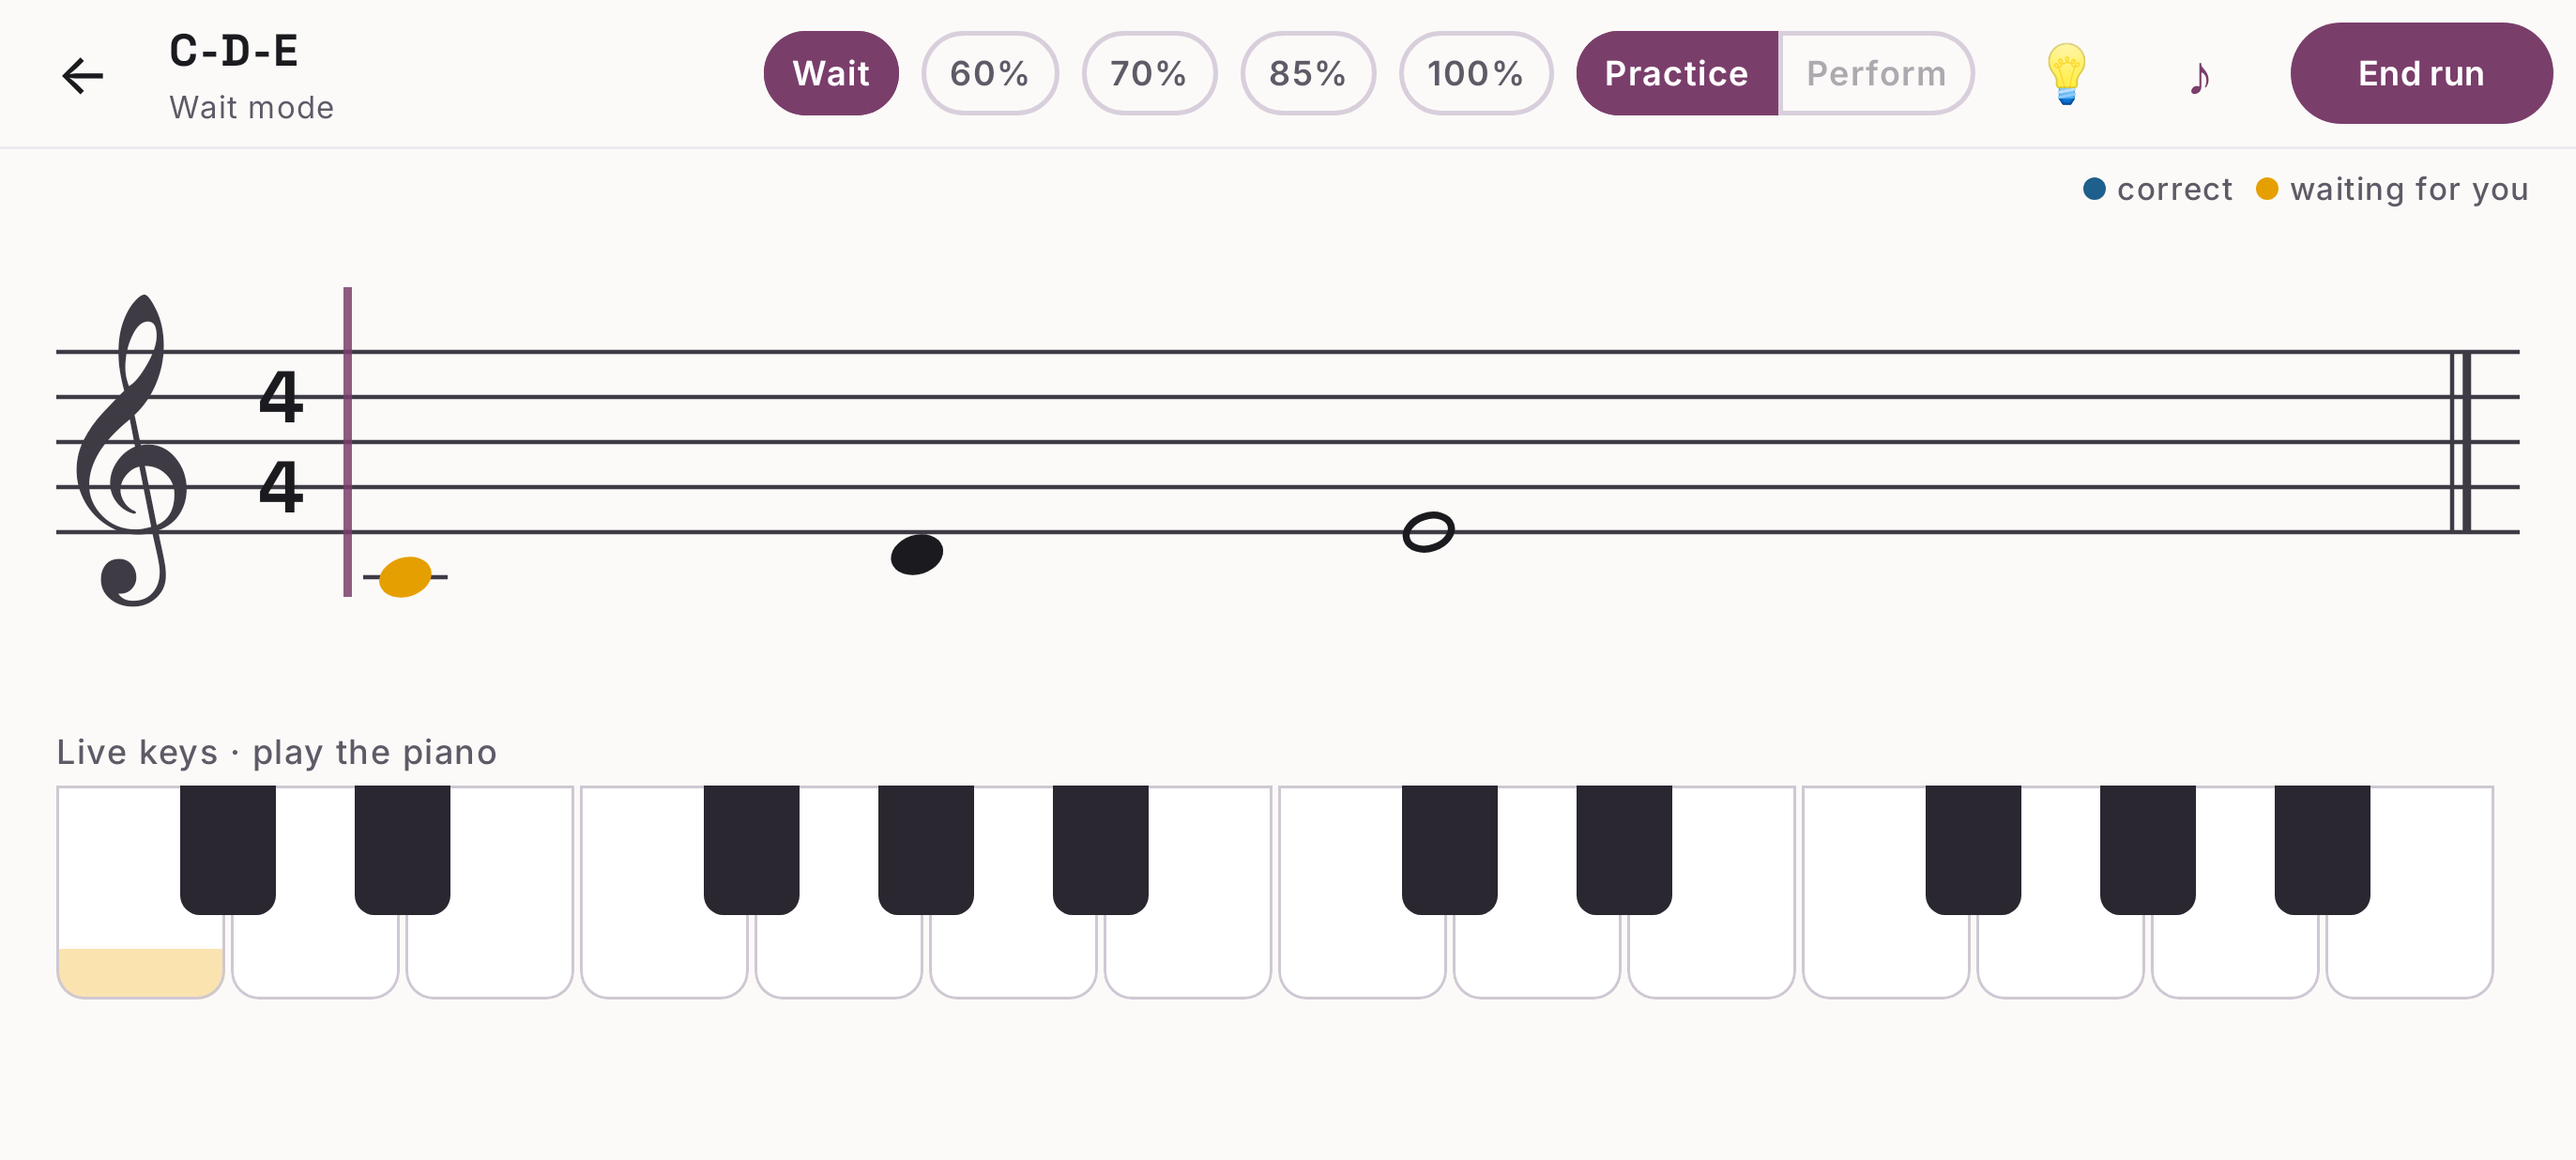 C-D-E
Wait mode
Wait 60% 70% 85% 100% Practice Perform End run
correct waiting for you
4
4
Live keys · play the piano